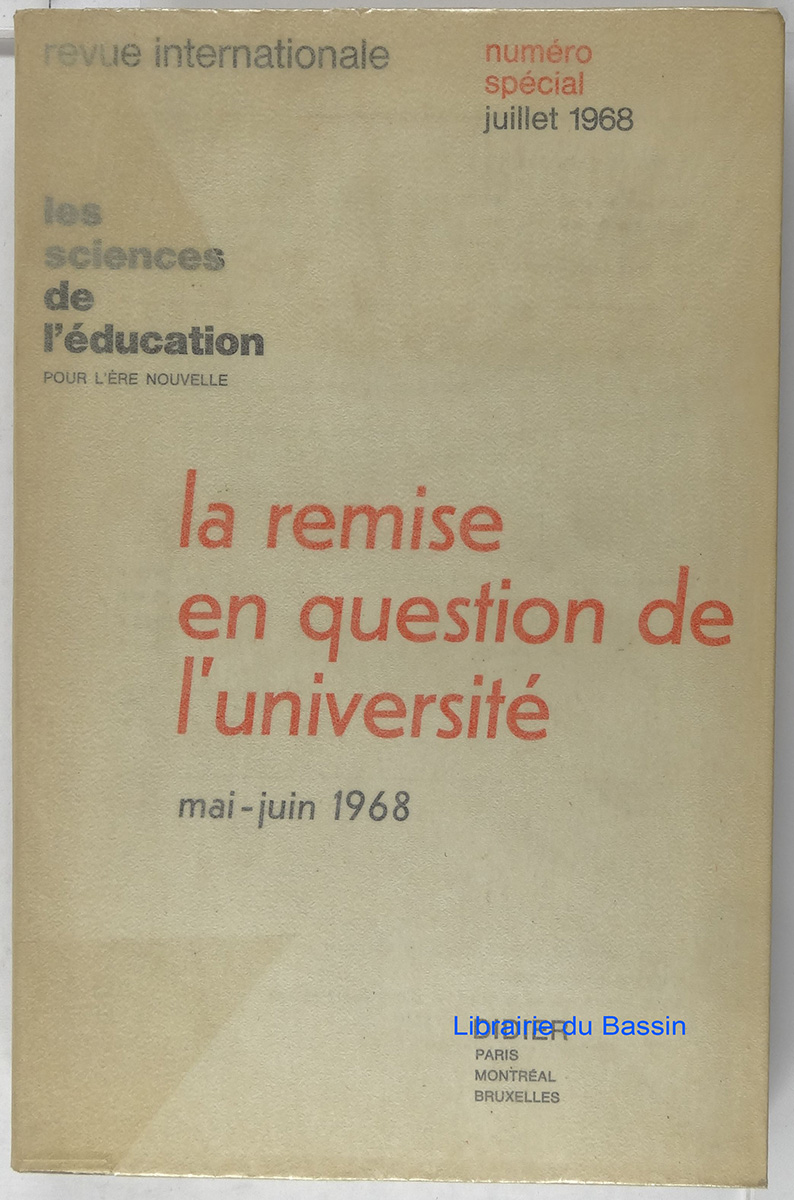 revue internationale
numéro
spécial
juillet 1968
les
sciences
de
l'éducation
POUR L'ÈRE NOUVELLE
la remise
en question de
l'université
mai-juin 1968
Librairie du Bassin
DIDIER
PARIS
MONTRÉAL
BRUXELLES